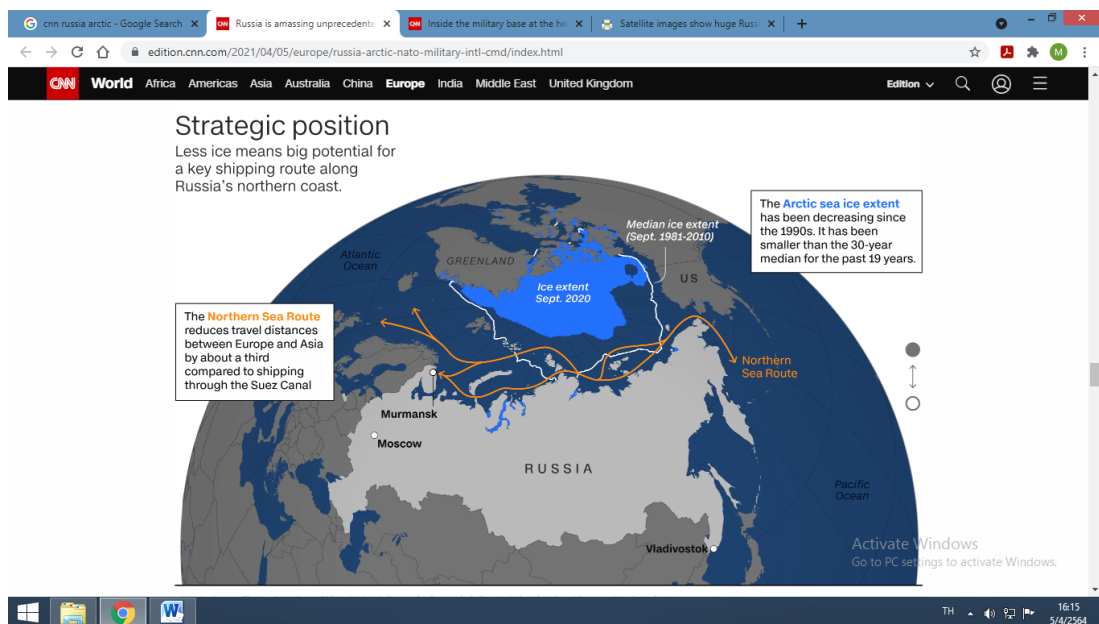 cnn russia arctic - Google Search
Russia is amassing unprecedente
Inside the military base at the he
Satellite images show huge Russi
edition.cnn.com/2021/04/05/europe/russia-arctic-nato-military-intl-cmd/index.html
M
CNN World Africa Americas Asia Australia China Europe India Middle East United Kingdom Edition
Strategic position
Less ice means big potential for
a key shipping route along
Russia's northern coast.
The Arctic sea ice extent
has been decreasing since
the 1990s. It has been
smaller than the 30-year
median for the past 19 years.
Median ice extent
(Sept. 1981-2010)
Atlantic
Ocean
GREENLAND
US
Ice extent
Sept. 2020
The Northern Sea Route
reduces travel distances
between Europe and Asia
by about a third
compared to shipping
through the Suez Canal
Northern
Sea Route
Murmansk
Moscow
RUSSIA
Pacific
Ocean
Vladivostok
Activate Windows
Go to PC settings to activate Windows.
TH
16:15
5/4/2564